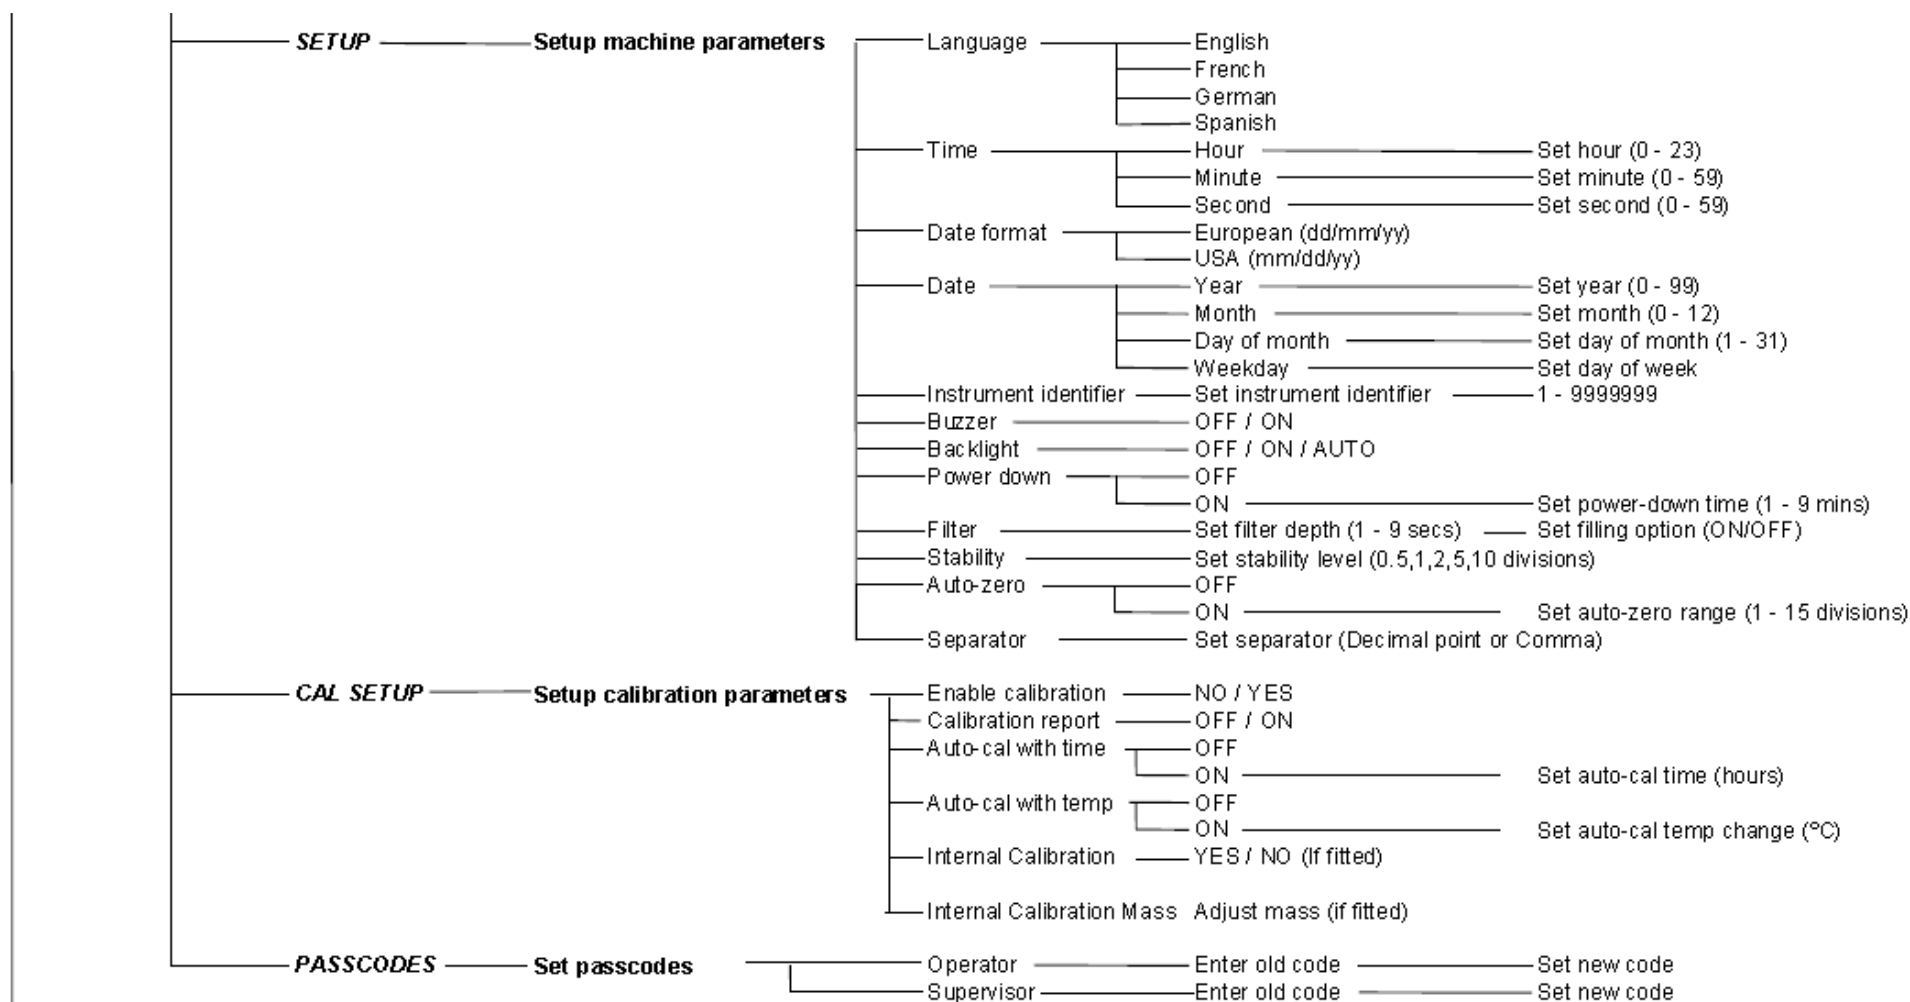 SETUP Setup machine parameters Language English
French
German
Spanish
Time Hour Set hour (0 - 23)
Minute Set minute (0 - 59)
Second Set second (0 - 59)
Date format European (dd/mm/yy)
USA (mm/dd/yy)
Date Year Set year (0 - 99)
Month Set month (0 - 12)
Day of month Set day of month (1 - 31)
Weekday Set day of week
Instrument identifier Set instrument identifier 1 - 9999999
Buzzer OFF / ON
Backlight OFF / ON / AUTO
Power down OFF
ON Set power-down time (1 - 9 mins)
Filter Set filter depth (1 - 9 secs) Set filling option (ON/OFF)
Stability Set stability level (0.5,1,2,5,10 divisions)
Auto-zero OFF
ON Set auto-zero range (1 - 15 divisions)
Separator Set separator (Decimal point or Comma)
CAL SETUP Setup calibration parameters Enable calibration NO / YES
Calibration report OFF / ON
Auto-cal with time OFF
ON Set auto-cal time (hours)
Auto-cal with temp OFF
ON Set auto-cal temp change (°C)
Internal Calibration YES / NO (If fitted)
Internal Calibration Mass Adjust mass (if fitted)
PASSCODES Set passcodes Operator Enter old code Set new code
Supervisor Enter old code Set new code